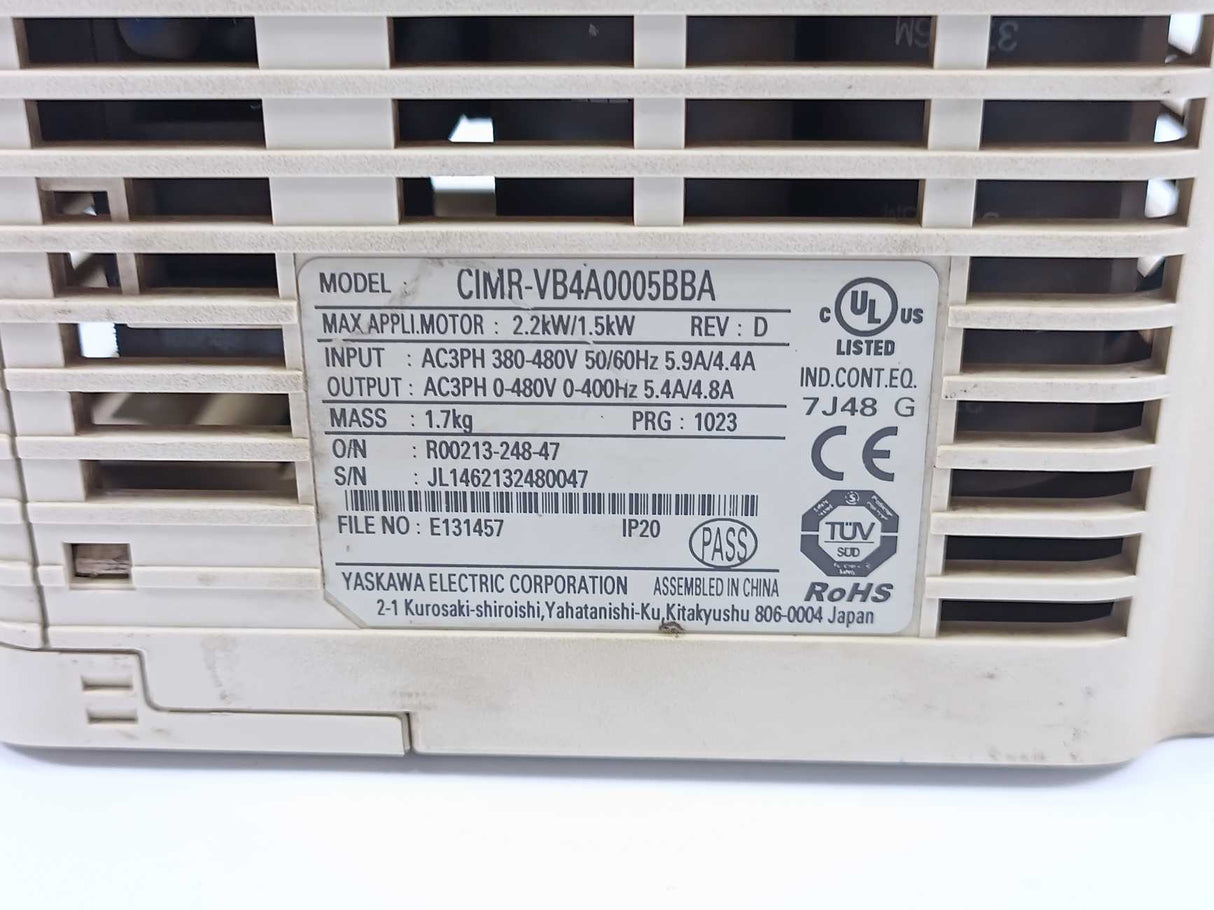 MODEL : CIMR-VB4A0005BBA
MAX APPLI.MOTOR : 2.2kW/1.5kW REV : D
INPUT : AC3PH 380-480V 50/60Hz 5.9A/4.4A
OUTPUT : AC3PH 0-480V 0-400Hz 5.4A/4.8A
MASS : 1.7kg PRG : 1023
O/N : R00213-248-47
S/N : JL1462132480047
FILE NO : E131457 IP20 PASS
YASKAWA ELECTRIC CORPORATION ASSEMBLED IN CHINA
2-1 Kurosaki-shiroishi,Yahatanishi-Ku,Kitakyushu 806-0004 Japan
C UL US
LISTED
IND.CONT.EQ.
7J48 G
CE
TÜV
SÜD
RoHS